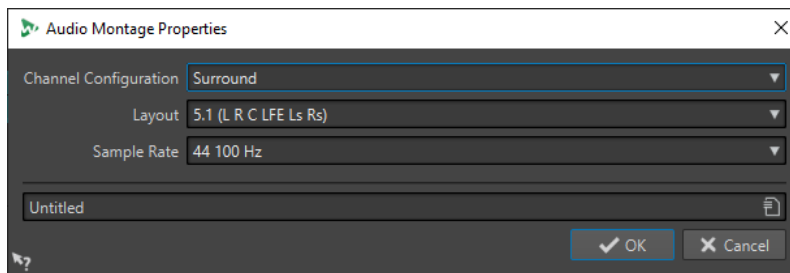 Audio Montage Properties
Channel Configuration Surround
Layout 5.1 (L R C LFE Ls Rs)
Sample Rate 44 100 Hz
Untitled
OK Cancel